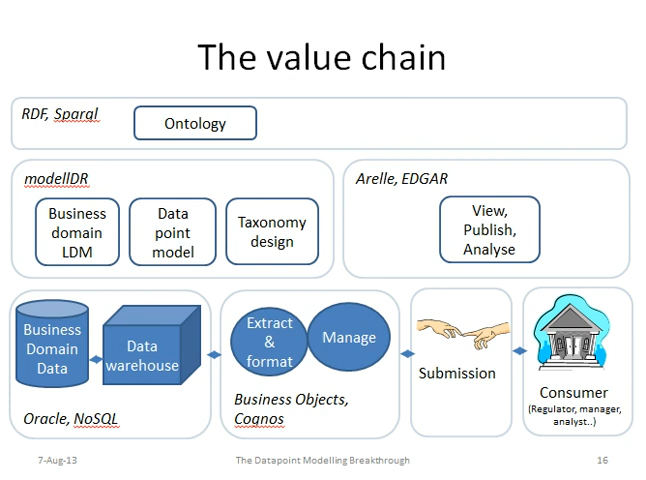 The value chain
RDF, Sparql
Ontology
modellDR
Business
domain
LDM
Data
point
model
Taxonomy
design
Arelle, EDGAR
View,
Publish,
Analyse
Business
Domain
Data
Data
warehouse
Oracle, NoSQL
Extract
&
format
Manage
Business Objects,
Cognos
Submission
Consumer
(Regulator, manager,
analyst..)
7-Aug-13
The Datapoint Modelling Breakthrough
16